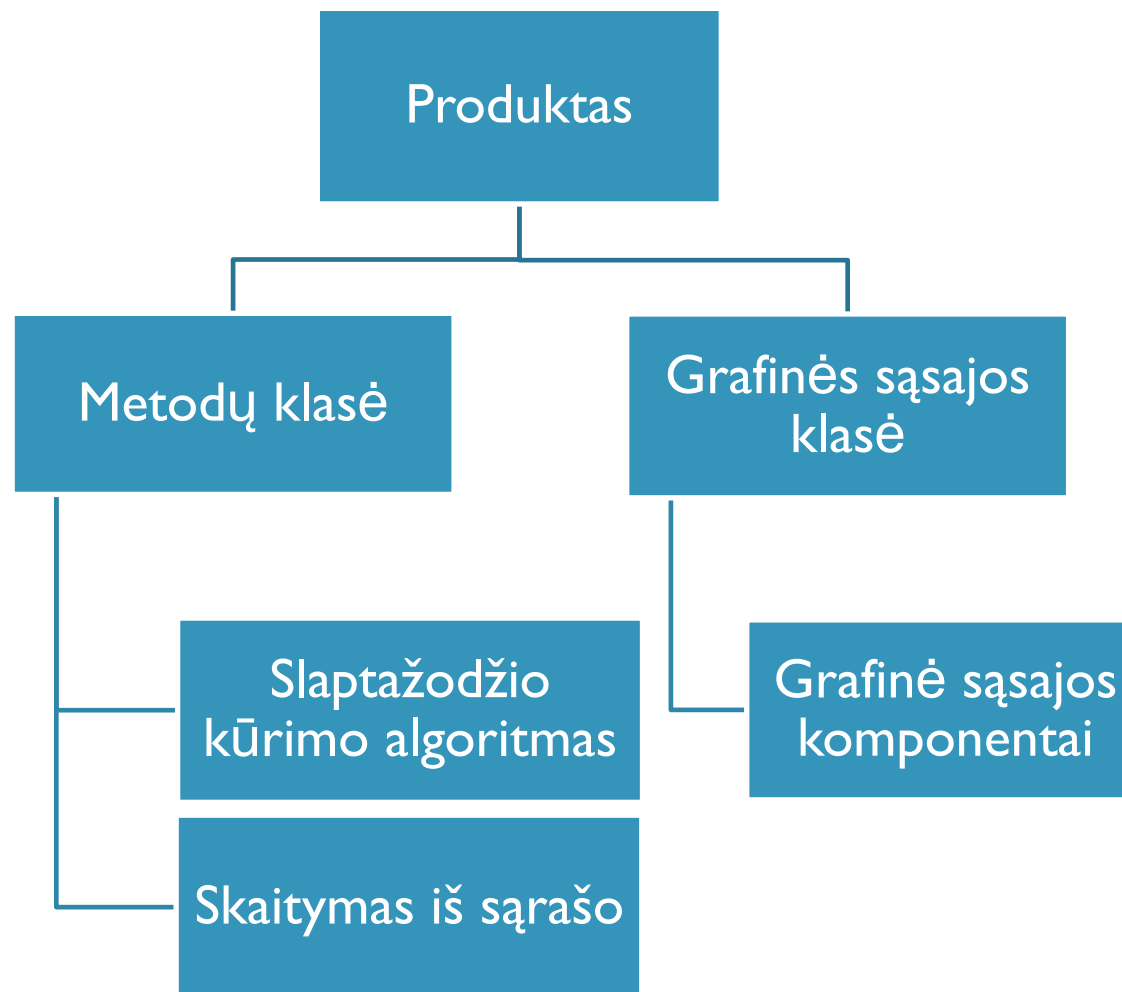 Produktas
Metodų klasė
Grafinės sąsajos
klasė
Slaptažodžio
kūrimo algoritmas
Skaitymas iš sąrašo
Grafinė sąsajos
komponentai